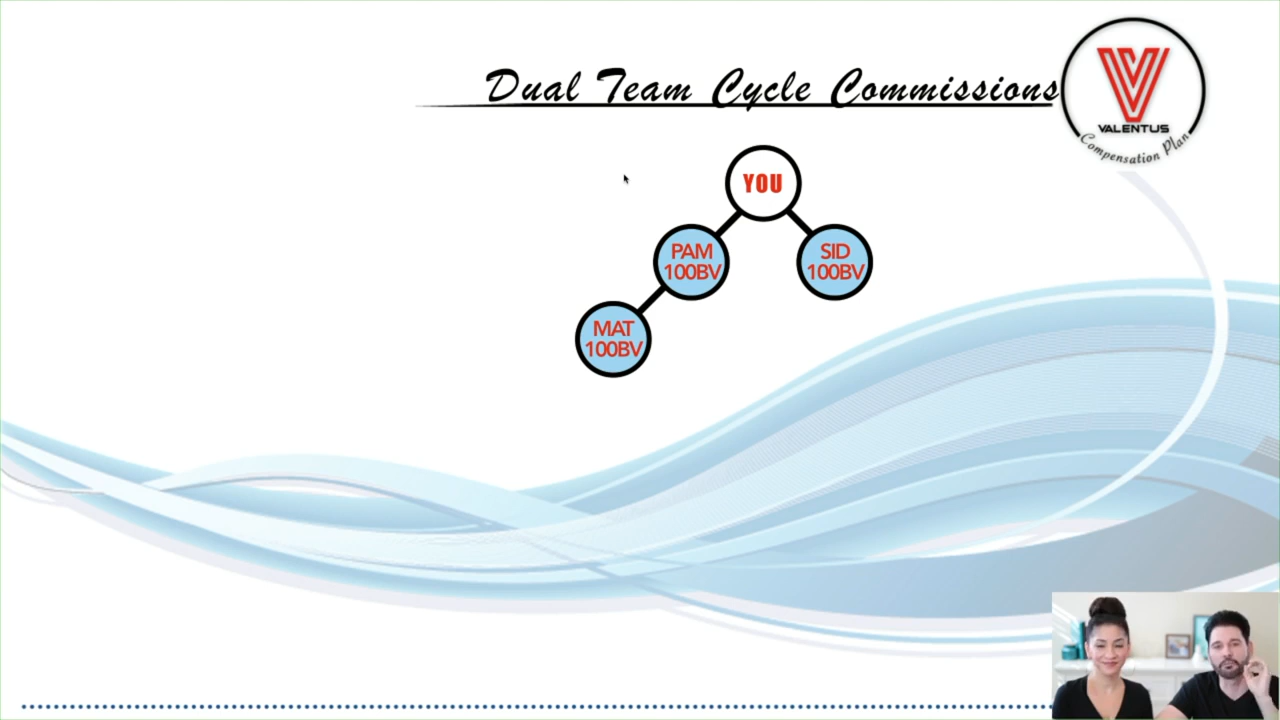 Dual Team Cycle Commissions
VALENTUS
Compensation Plan
YOU
PAM
100BV
SID
100BV
MAT
100BV